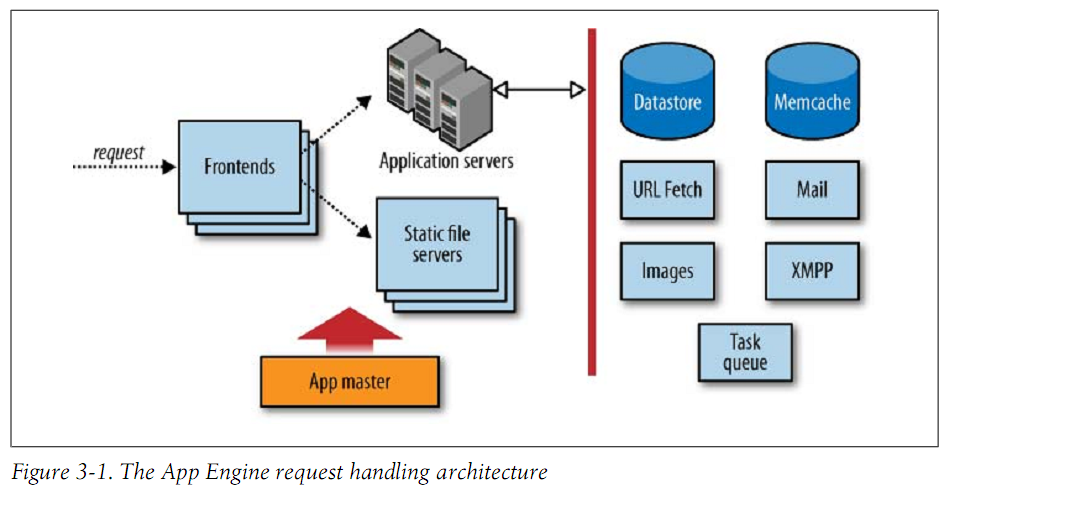 request
Frontends
Application servers
Static file
servers
App master
Datastore
Memcache
URL Fetch
Mail
Images
XMPP
Task
queue
Figure 3-1. The App Engine request handling architecture